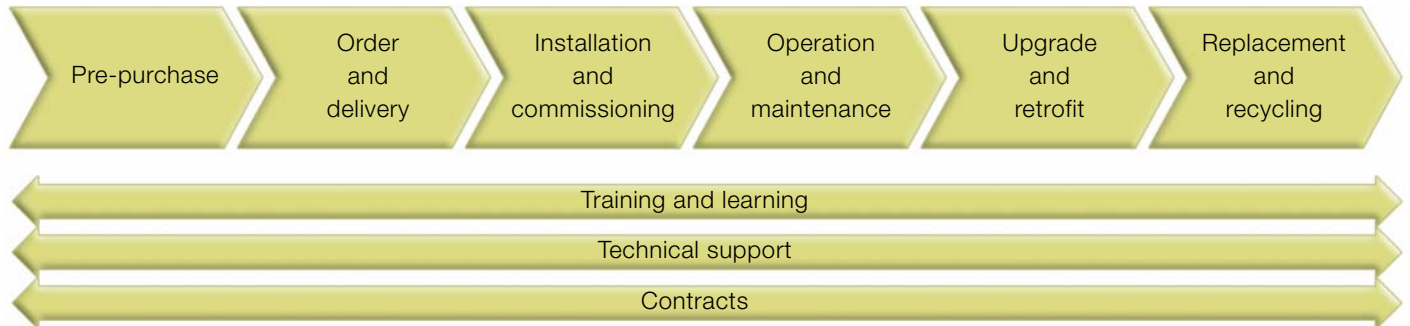 Pre-purchase
Order
and
delivery
Installation
and
commissioning
Operation
and
maintenance
Upgrade
and
retrofit
Replacement
and
recycling
Training and learning
Technical support
Contracts